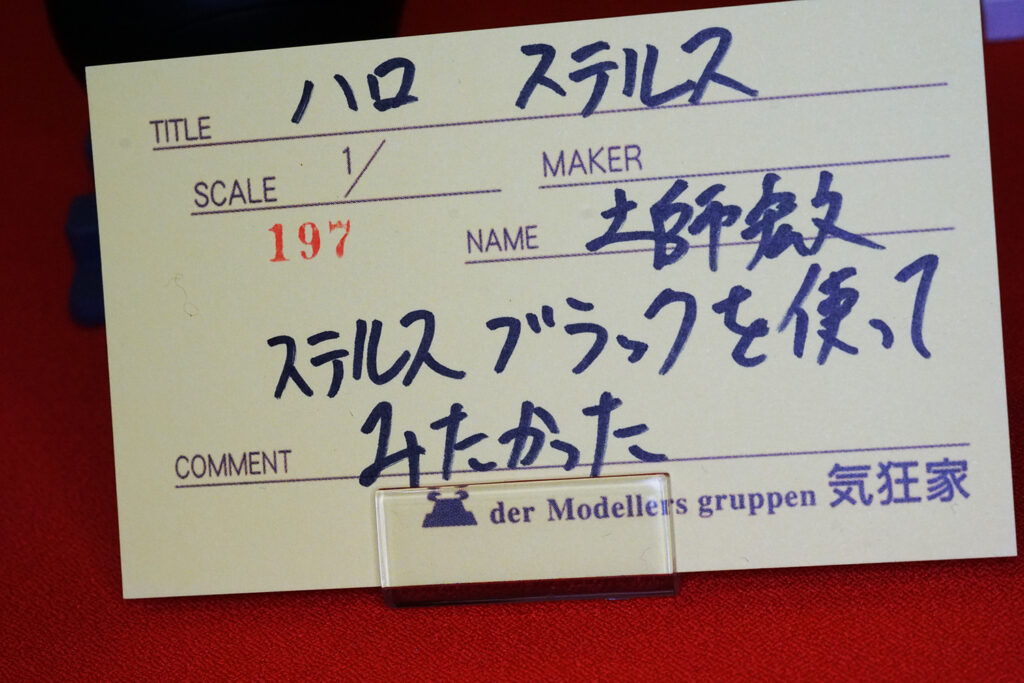 TITLE ハロ ステルス
SCALE 1/ MAKER
197 NAME 土師宏文
ステルスブラックを使って
みたかった
COMMENT
der Modellers gruppen 気狂家